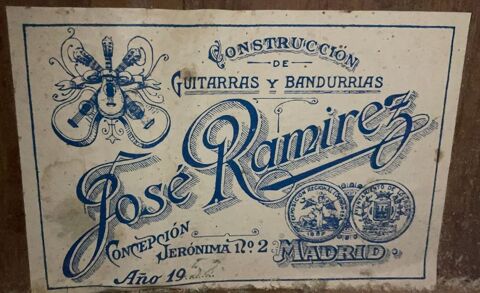 CONSTRUCCIÓN
DE
GUITARRAS Y BANDURRIAS
José Ramirez
CONCEPCIÓN JERÓNIMA Nº 2
MADRID.
Año 19